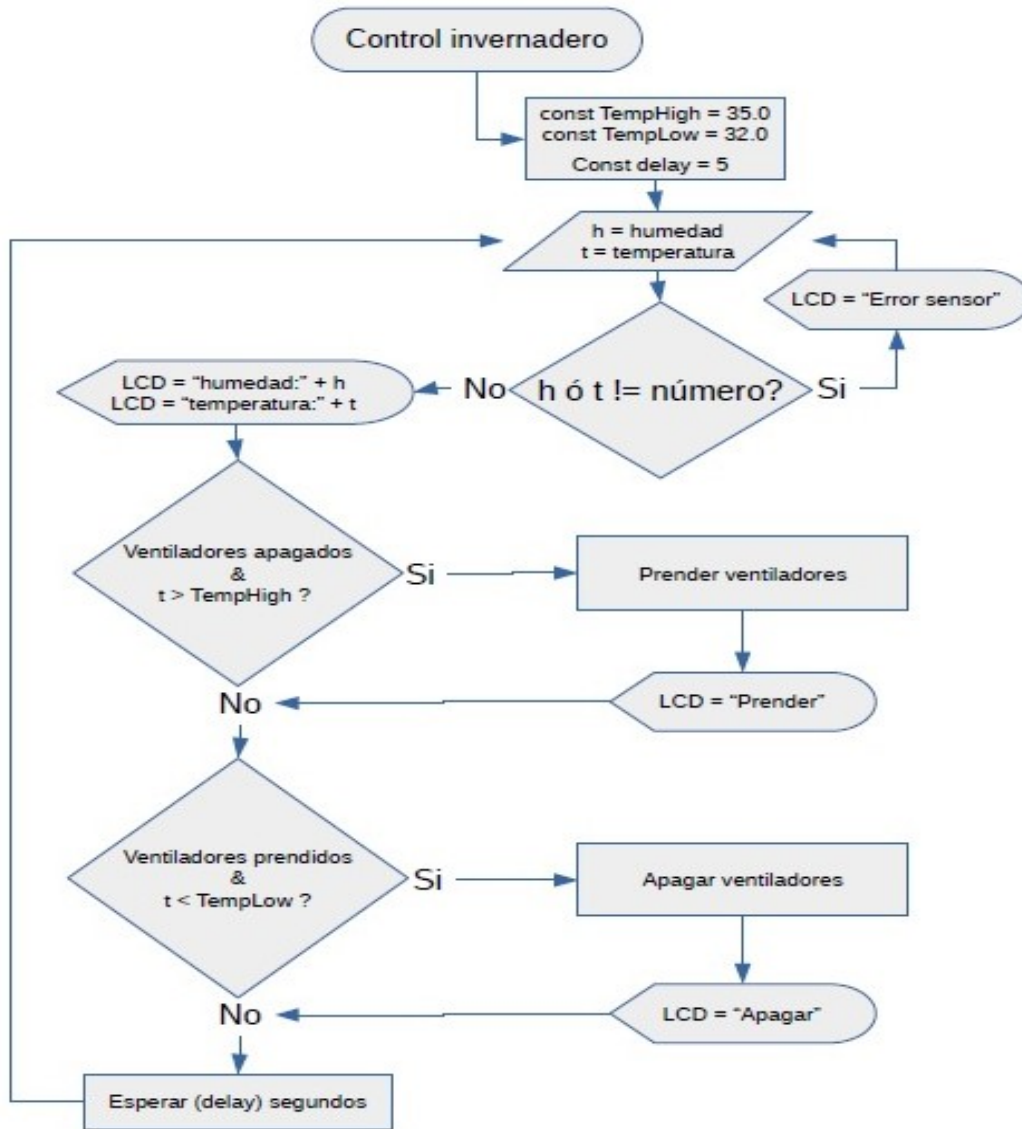 Control invernadero
const TempHigh = 35.0
const TempLow = 32.0
Const delay = 5
h = humedad
t = temperatura
LCD = “Error sensor”
h ó t != número?
Si
No
LCD = “humedad:” + h
LCD = “temperatura:” + t
Ventiladores apagados
&
t > TempHigh ?
Si
Prender ventiladores
LCD = “Prender”
No
Ventiladores prendidos
&
t < TempLow ?
Si
Apagar ventiladores
LCD = “Apagar”
No
Esperar (delay) segundos